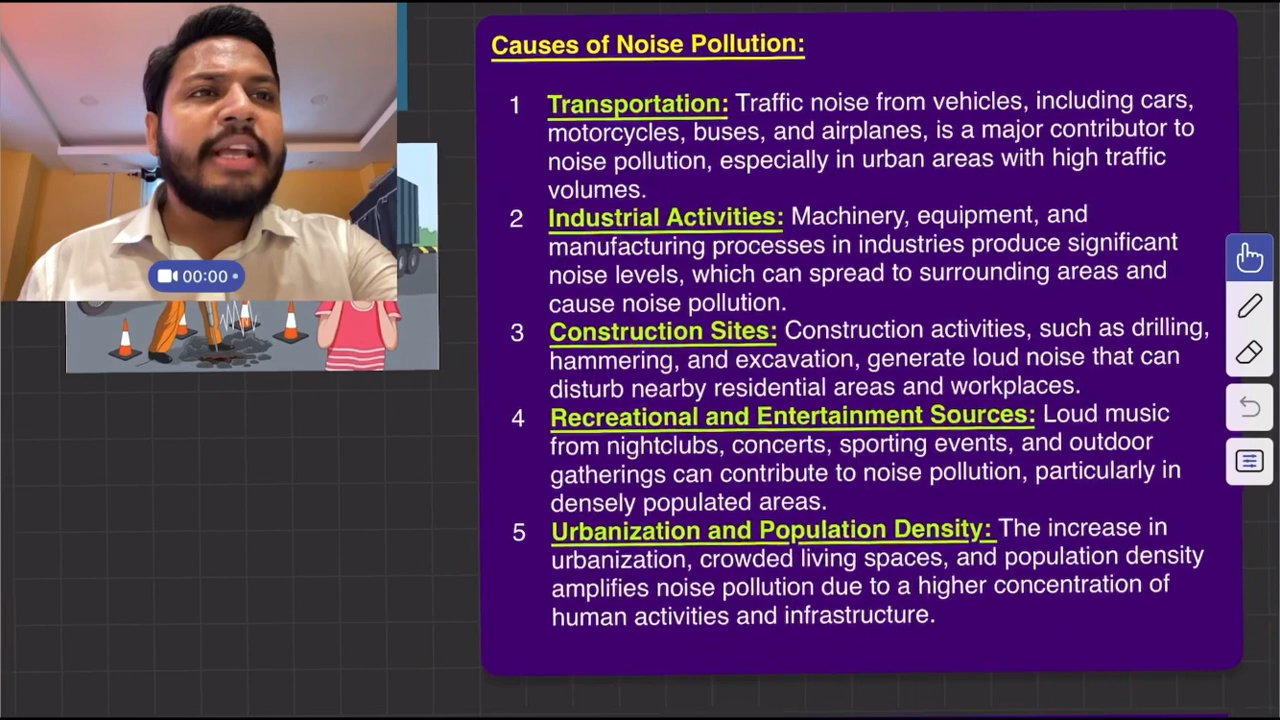 Causes of Noise Pollution:
1 Transportation: Traffic noise from vehicles, including cars,
motorcycles, buses, and airplanes, is a major contributor to
noise pollution, especially in urban areas with high traffic
volumes.
2 Industrial Activities: Machinery, equipment, and
manufacturing processes in industries produce significant
noise levels, which can spread to surrounding areas and
cause noise pollution.
3 Construction Sites: Construction activities, such as drilling,
hammering, and excavation, generate loud noise that can
disturb nearby residential areas and workplaces.
4 Recreational and Entertainment Sources: Loud music
from nightclubs, concerts, sporting events, and outdoor
gatherings can contribute to noise pollution, particularly in
densely populated areas.
5 Urbanization and Population Density: The increase in
urbanization, crowded living spaces, and population density
amplifies noise pollution due to a higher concentration of
human activities and infrastructure.
00:00